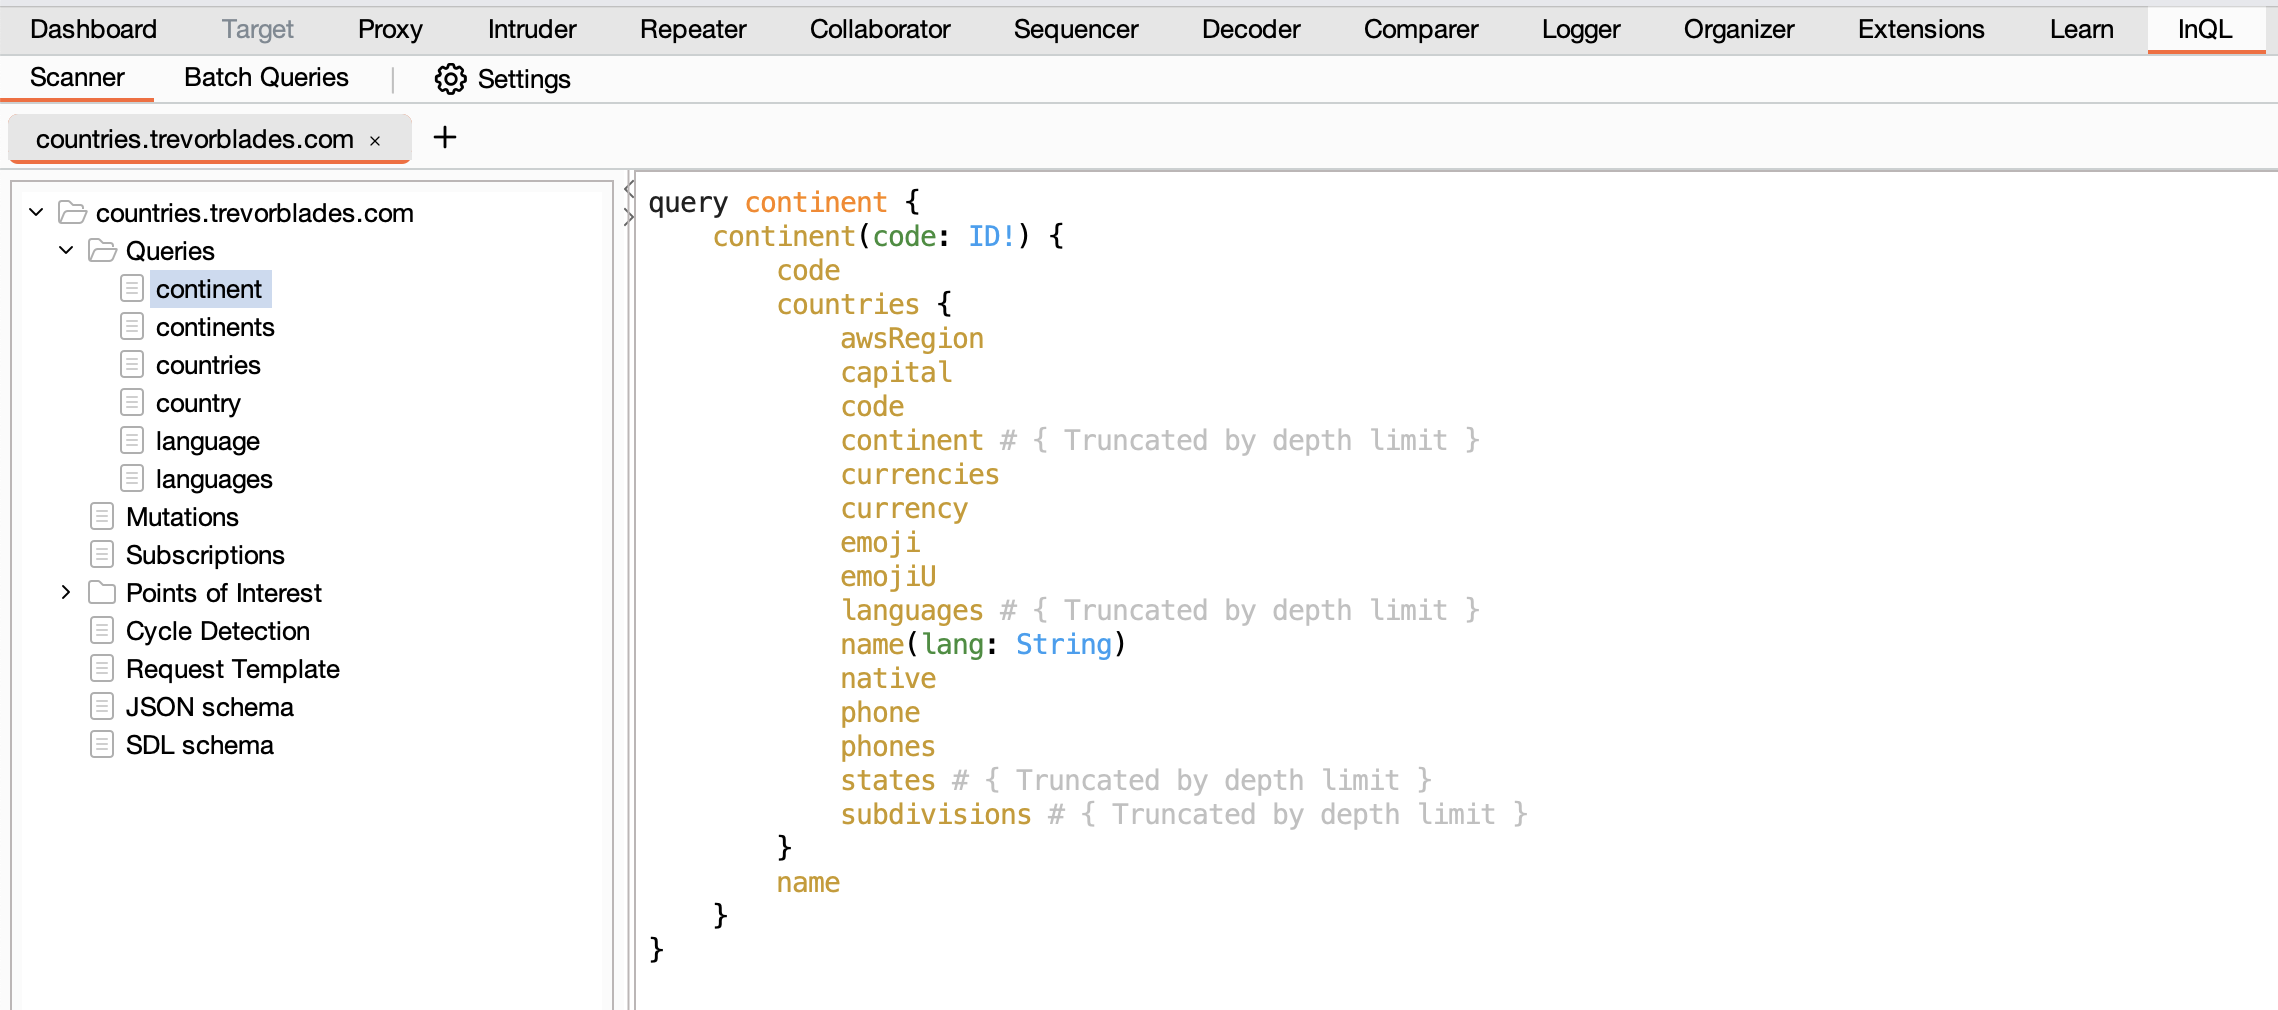 Dashboard Target Proxy Intruder Repeater Collaborator Sequencer Decoder Comparer Logger Organizer Extensions Learn InQL
Scanner Batch Queries | Settings
countries.trevorblades.com × +
countries.trevorblades.com
Queries
continent
continents
countries
country
language
languages
Mutations
Subscriptions
Points of Interest
Cycle Detection
Request Template
JSON schema
SDL schema
query continent {
    continent(code: ID!) {
        code
        countries {
            awsRegion
            capital
            code
            continent # { Truncated by depth limit }
            currencies
            currency
            emoji
            emojiU
            languages # { Truncated by depth limit }
            name(lang: String)
            native
            phone
            phones
            states # { Truncated by depth limit }
            subdivisions # { Truncated by depth limit }
        }
        name
    }
}